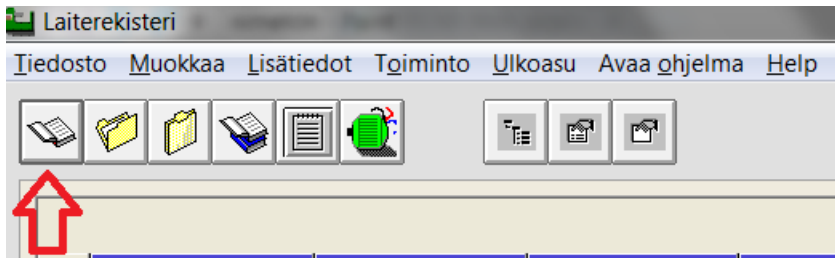 Laiterekisteri
Tiedosto Muokkaa Lisätiedot Toiminto Ulkoasu Avaa ohjelma Help